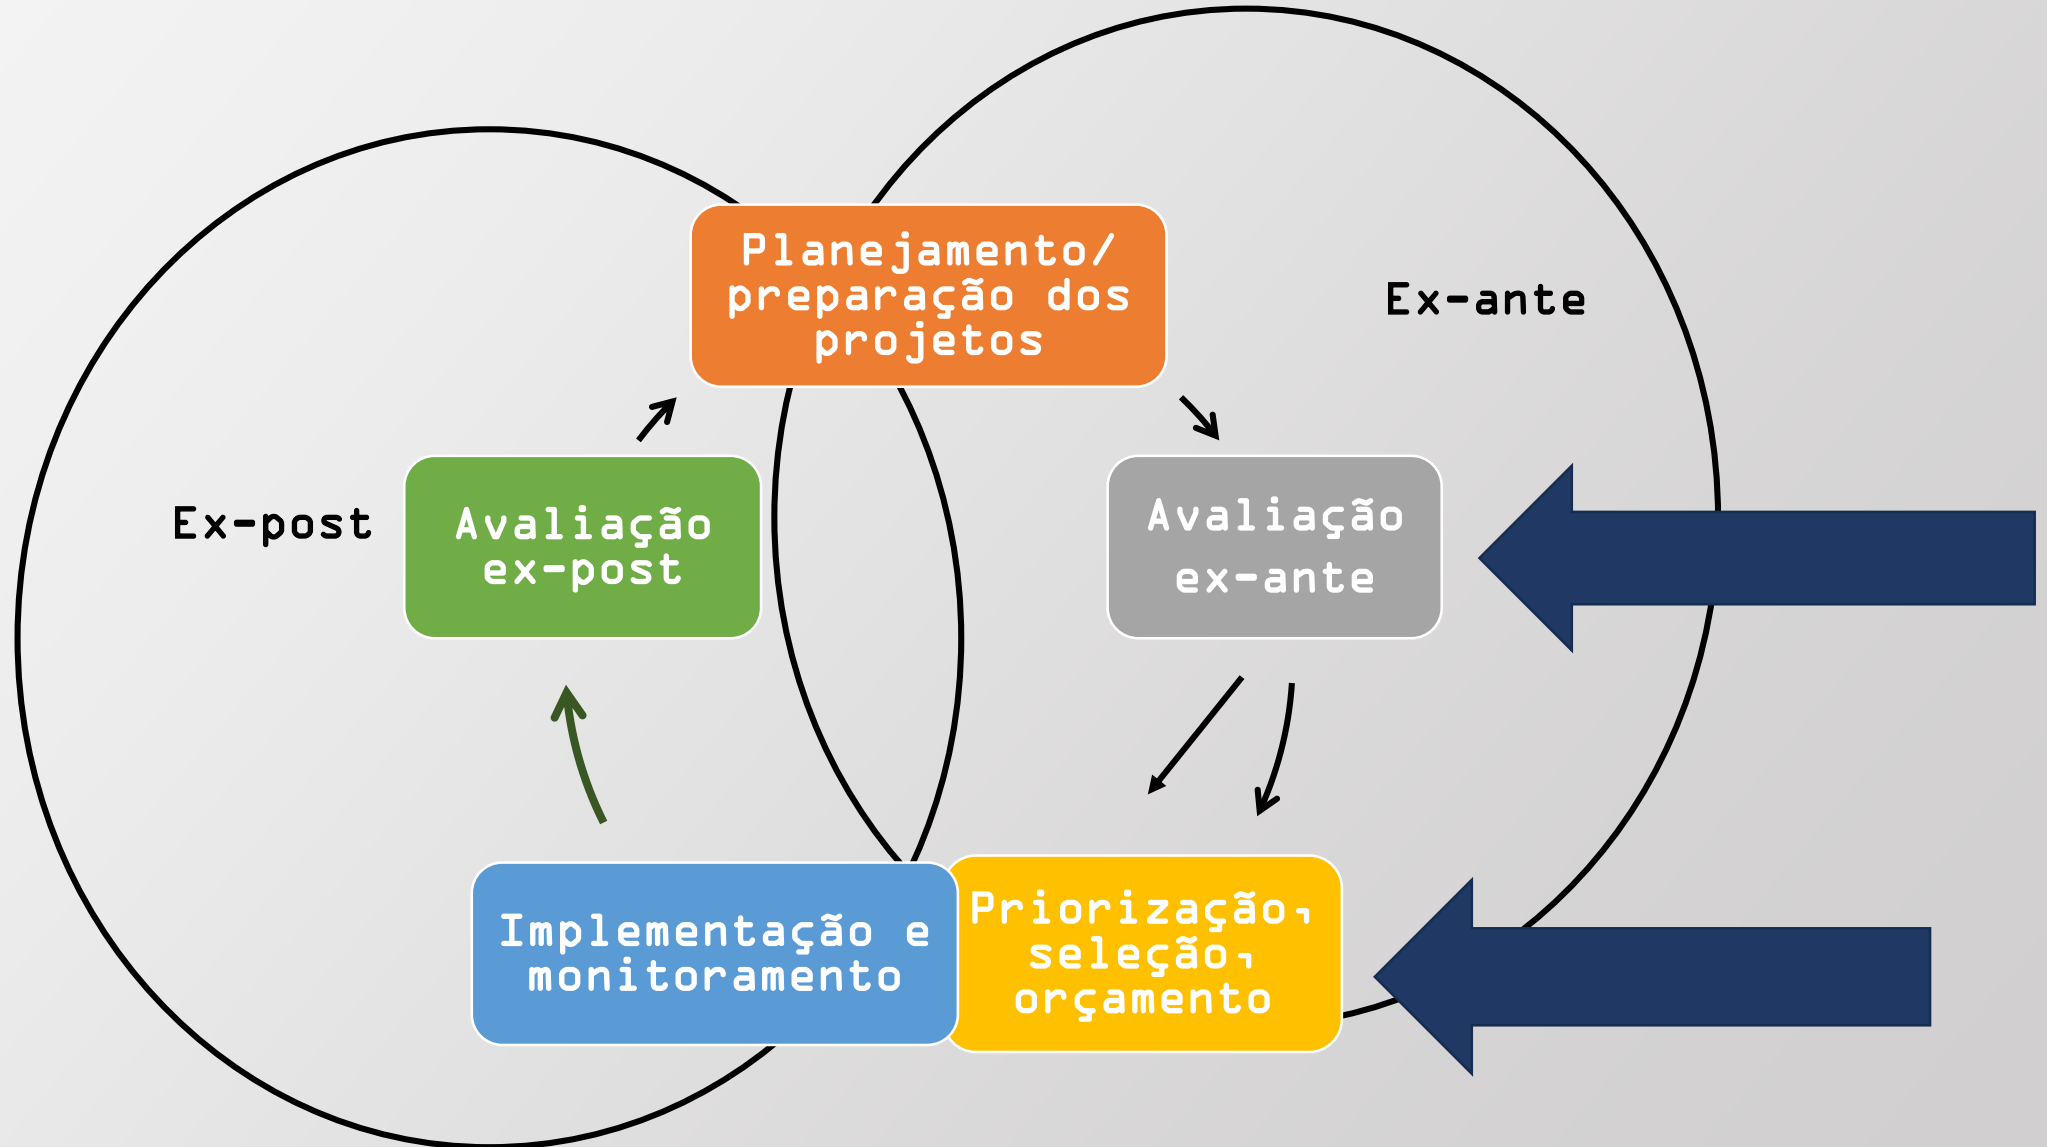 Planejamento/
preparação dos
projetos
Ex-ante
Ex-post
Avaliação
ex-post
Avaliação
ex-ante
Implementação e
monitoramento
Priorização,
seleção,
orçamento